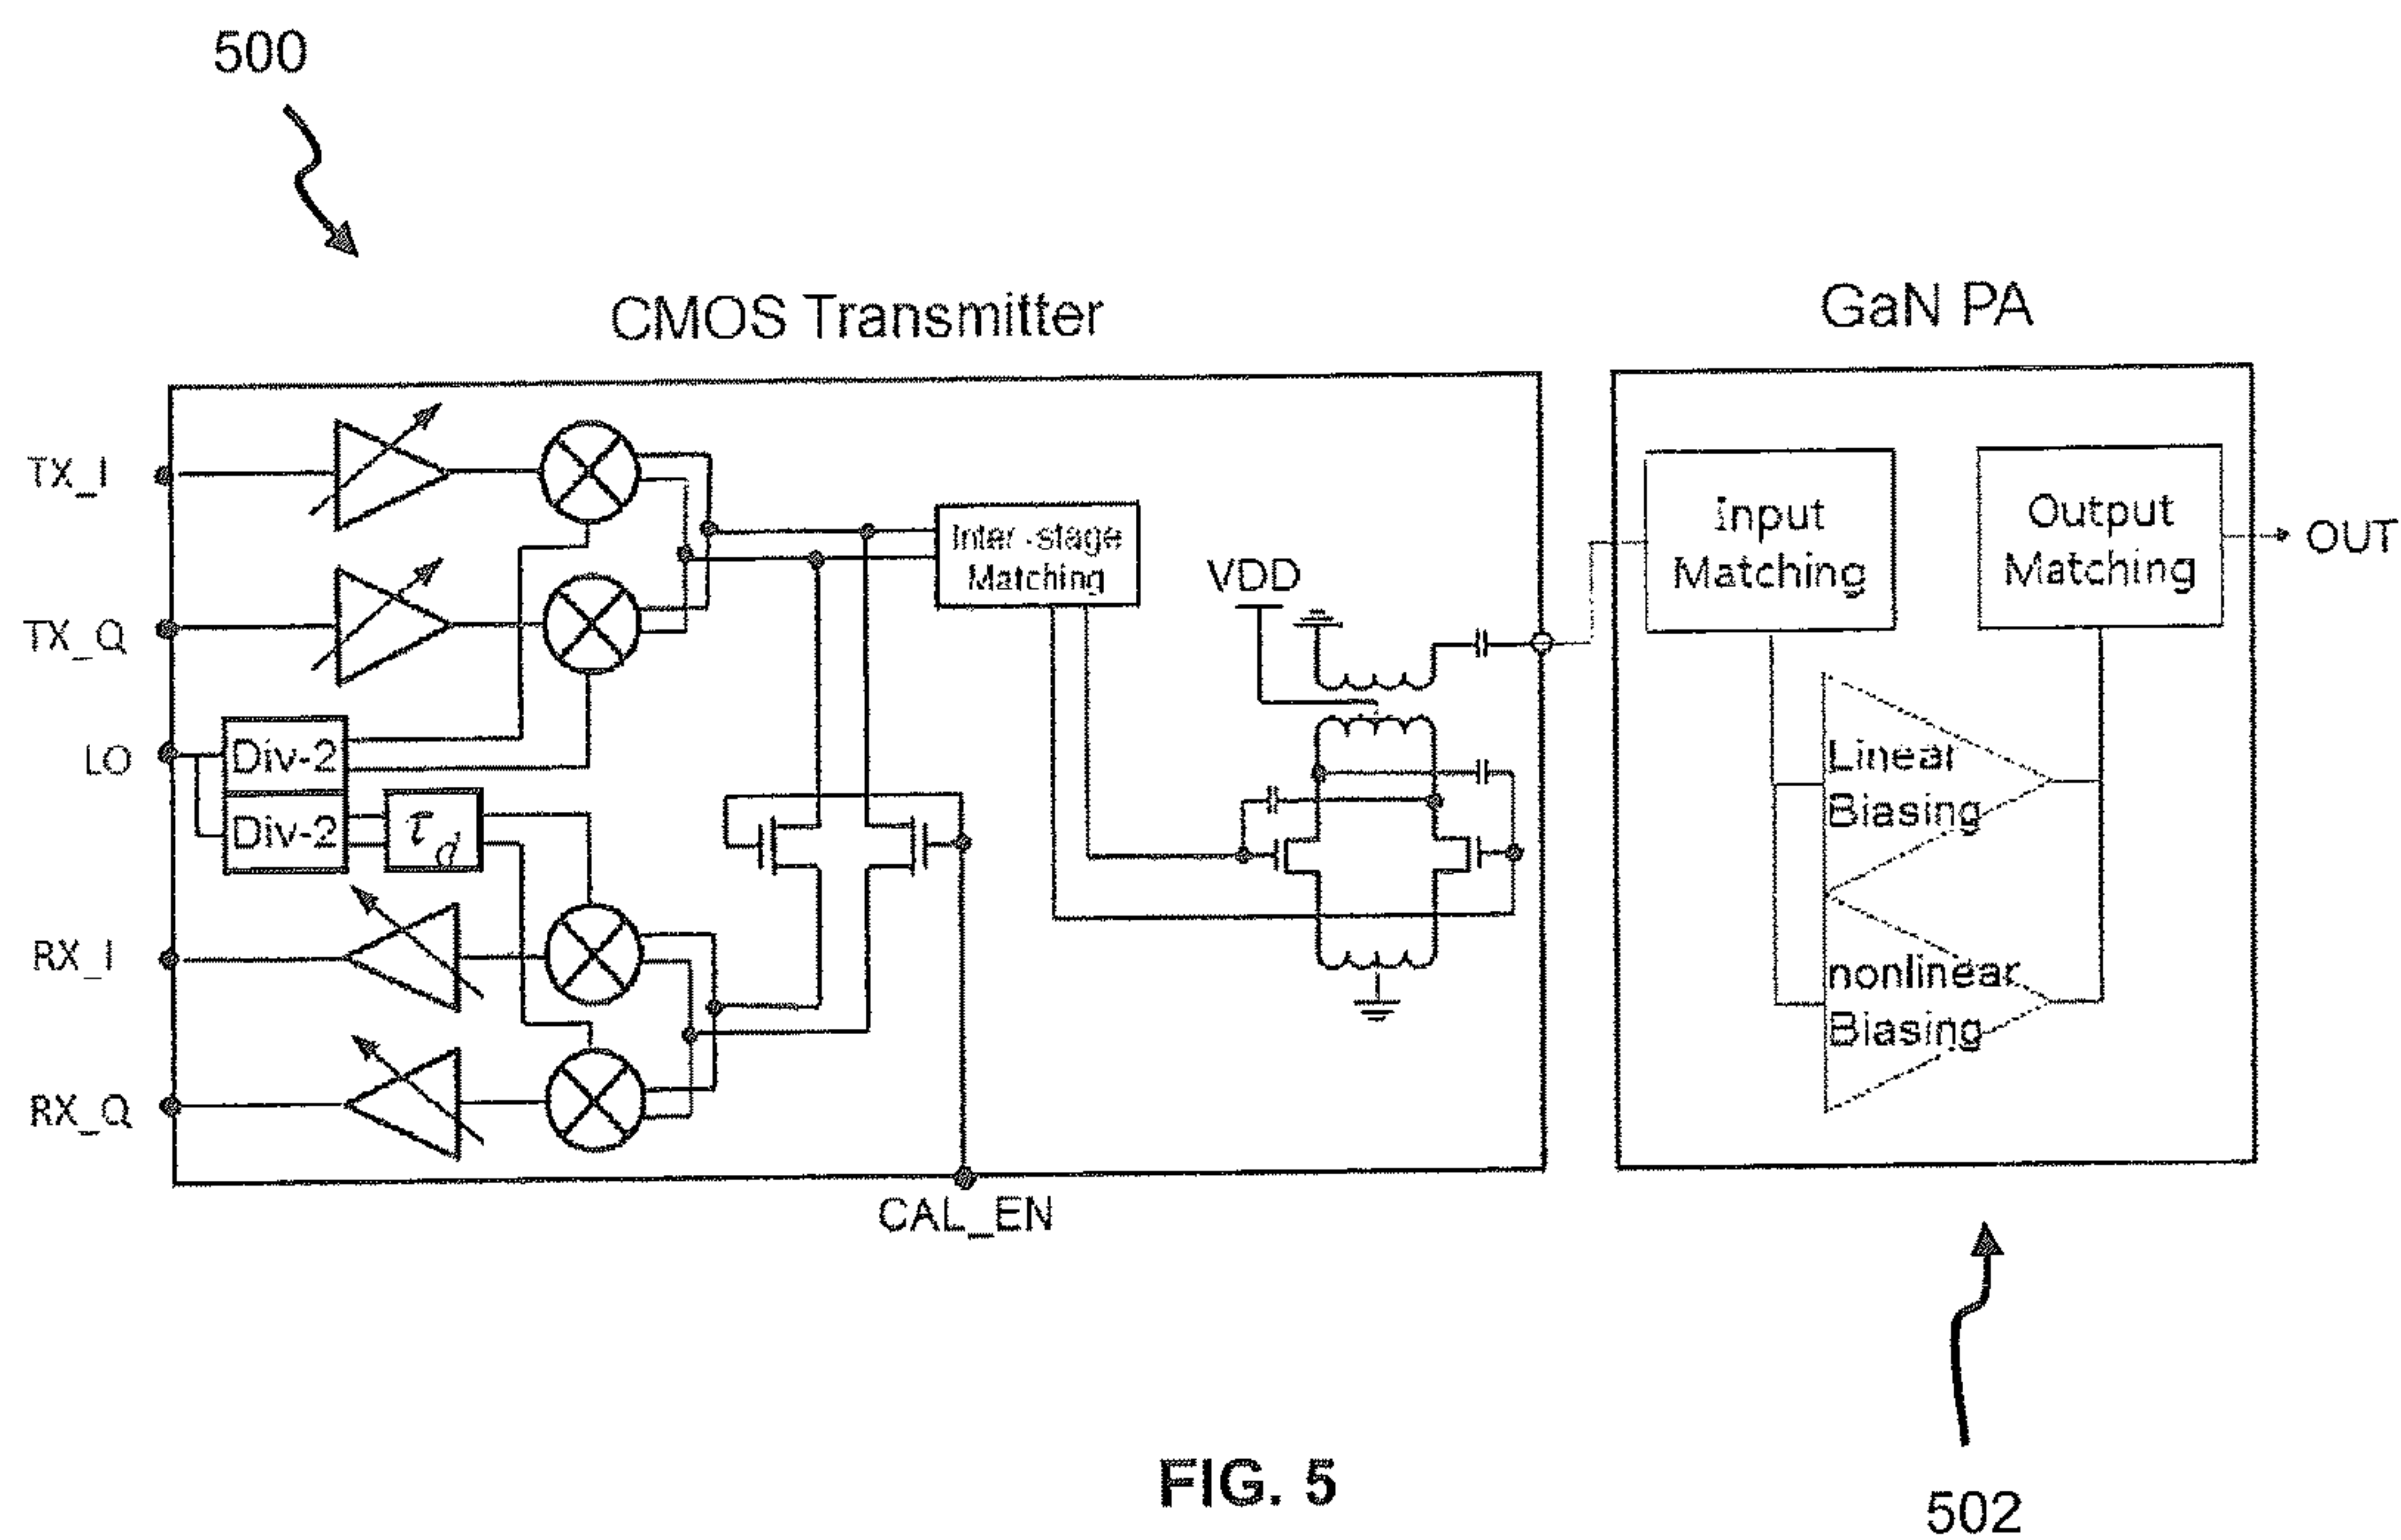 500
CMOS Transmitter
GaN PA
TX_I
TX_Q
LO
RX_I
RX_Q
Div-2
Div-2
τd
Inter-stage
Matching
VDD
CAL_EN
Input
Matching
Output
Matching
OUT
Linear
Biasing
nonlinear
Biasing
502
FIG. 5